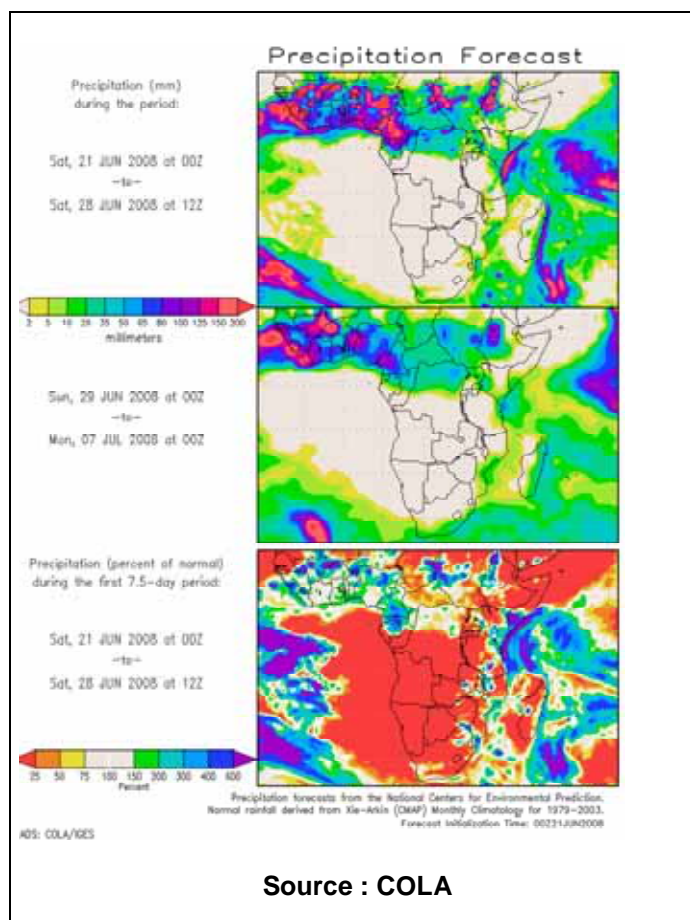 Precipitation Forecast
Precipitation (mm)
during the period:
Sat, 21 JUN 2008 at 00Z
-to-
Sat, 28 JUN 2008 at 12Z
2 5 10 20 35 50 65 80 100 125 150 200
millimeters
Sun, 29 JUN 2008 at 00Z
-to-
Mon, 07 JUL 2008 at 00Z
Precipitation (percent of normal)
during the first 7.5-day period:
Sat, 21 JUN 2008 at 00Z
-to-
Sat, 28 JUN 2008 at 12Z
25 50 75 100 150 200 300 400 600
Percent
Precipitation forecasts from the National Centers for Environmental Prediction.
Normal rainfall derived from Xie-Arkin (CMAP) Monthly Climatology for 1979-2003.
Forecast Initialization Time: 00Z21JUN2008
ADS: COLA/IGES
Source : COLA